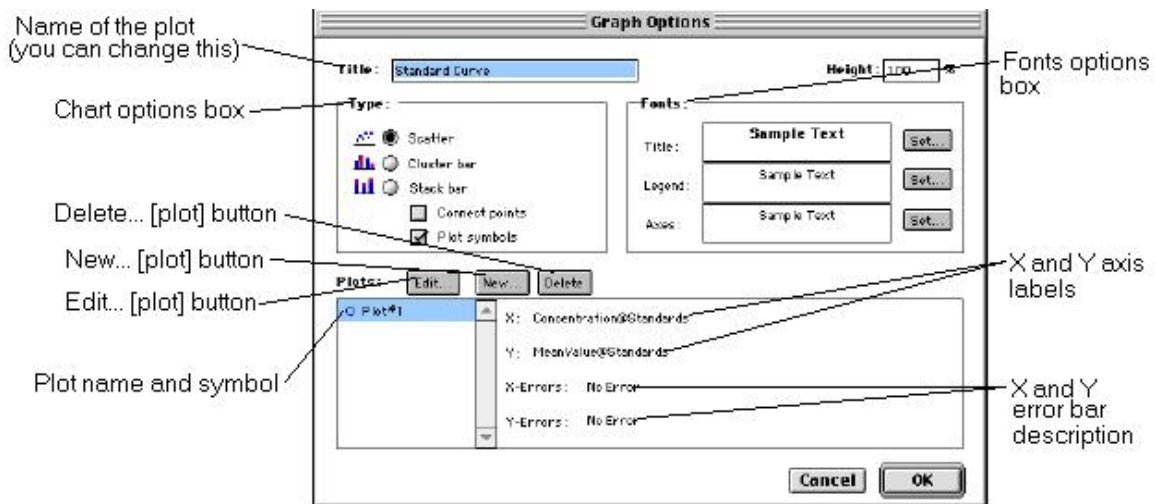 Graph Options
Name of the plot
(you can change this)
Title: Standard Curve
Height: 100 %
Fonts options
box
Chart options box
Type:
Scatter
Cluster bar
Stack bar
Connect points
Plot symbols
Fonts:
Title: Sample Text Set...
Legend: Sample Text Set...
Axes: Sample Text Set...
Delete... [plot] button
New... [plot] button
Edit... [plot] button
Plots: Edit... New... Delete
X and Y axis
labels
Plot#1
X: Concentration@Standards
Y: MeanValue@Standards
X-Errors: No Error
Y-Errors: No Error
Plot name and symbol
X and Y
error bar
description
Cancel OK